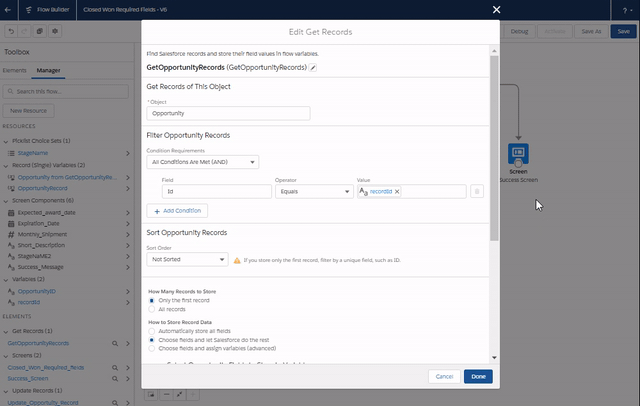 Flow Builder
Closed Won Required Fields - V6
?
Debug
Save As
Save
Toolbox
Elements
Manager
Search this flow...
New Resource
RESOURCES
Picklist Choice Sets (1)
StageName
Record (Single) Variables (2)
Opportunity from GetOpportunityRe...
OpportunityRecord
Screen Components (6)
Expected_award_date
Expiration_Date
Monthly_Shipment
Short_Description
StageNaME2
Success_Message
Variables (2)
OpportunityID
recordId
ELEMENTS
Get Records (1)
GetOpportunityRecords
Screens (2)
Closed_Won_Required_fields
Success_Screen
Update Records (1)
Update_Opportuity_Record
Edit Get Records
Find Salesforce records and store their field values in flow variables.
GetOpportunityRecords (GetOpportunityRecords)
Get Records of This Object
* Object
Opportunity
Filter Opportunity Records
Condition Requirements
All Conditions Are Met (AND)
Field
Operator
Value
Id
Equals
recordId
+ Add Condition
Sort Opportunity Records
Sort Order
Not Sorted
If you store only the first record, filter by a unique field, such as ID.
How Many Records to Store
Only the first record
All records
How to Store Record Data
Automatically store all fields
Choose fields and let Salesforce do the rest
Choose fields and assign variables (advanced)
Cancel
Done
Screen
Success Screen